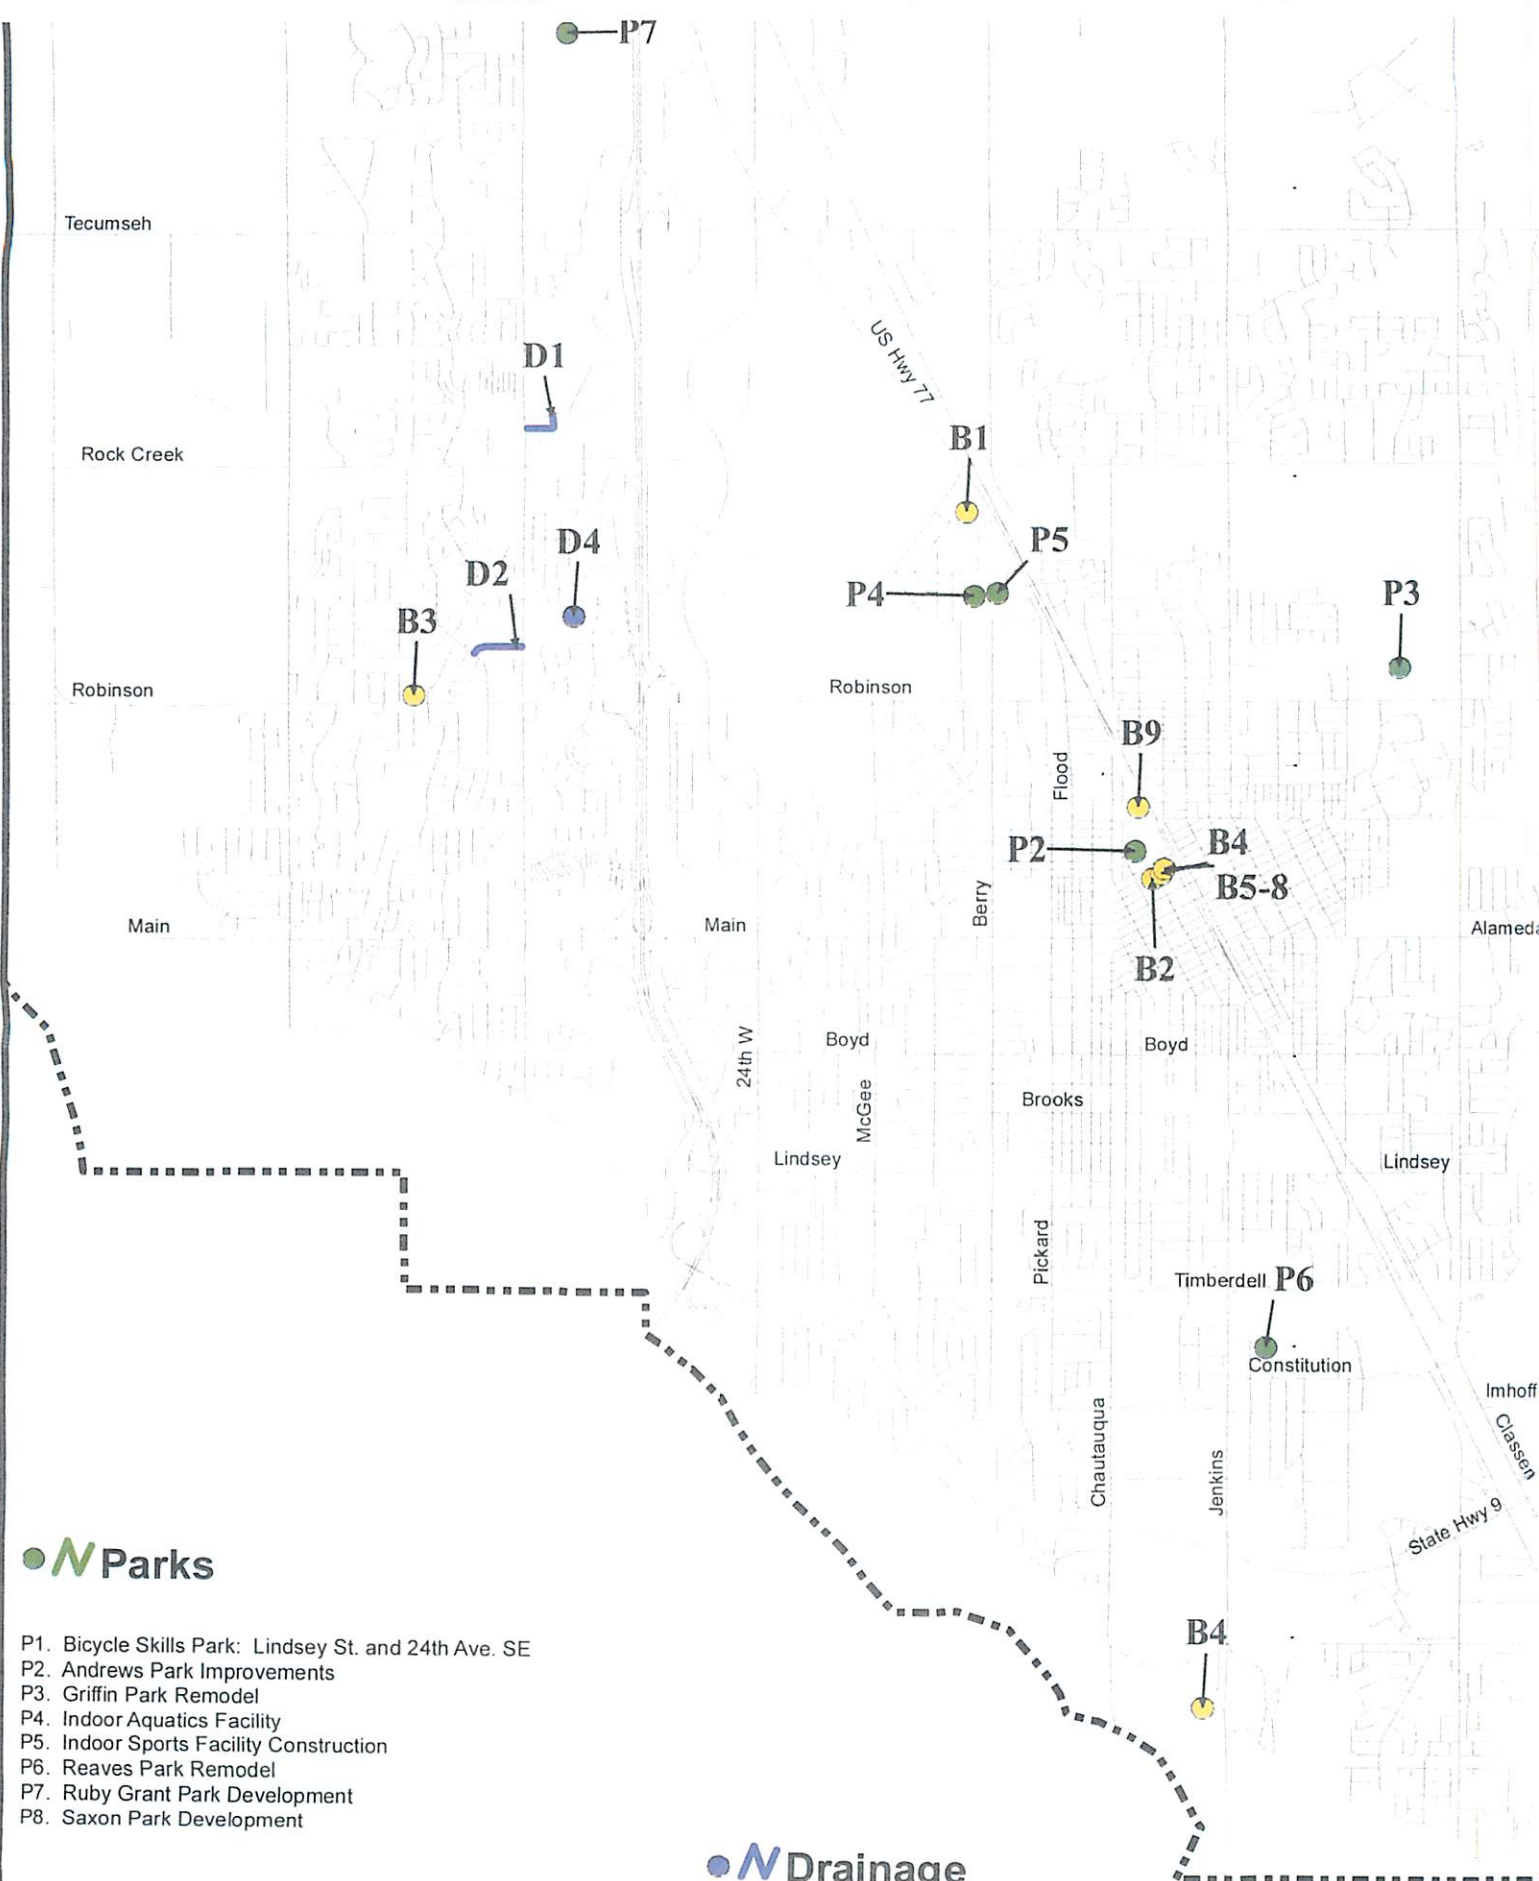 P7
Tecumseh
D1
US Hwy 77
B1
Rock Creek
D4
P5
D2
P4
P3
B3
Robinson
Robinson
B9
Flood
P2
B4
B5-8
Berry
Main
Main
Alameda
B2
24th W
Boyd
Boyd
McGee
Brooks
Lindsey
Lindsey
Pickard
Timberdell
P6
Constitution
Imhoff
Chautauqua
Classen
Jenkins
State Hwy 9
Parks
B4
P1. Bicycle Skills Park: Lindsey St. and 24th Ave. SE
P2. Andrews Park Improvements
P3. Griffin Park Remodel
P4. Indoor Aquatics Facility
P5. Indoor Sports Facility Construction
P6. Reaves Park Remodel
P7. Ruby Grant Park Development
P8. Saxon Park Development
Drainage